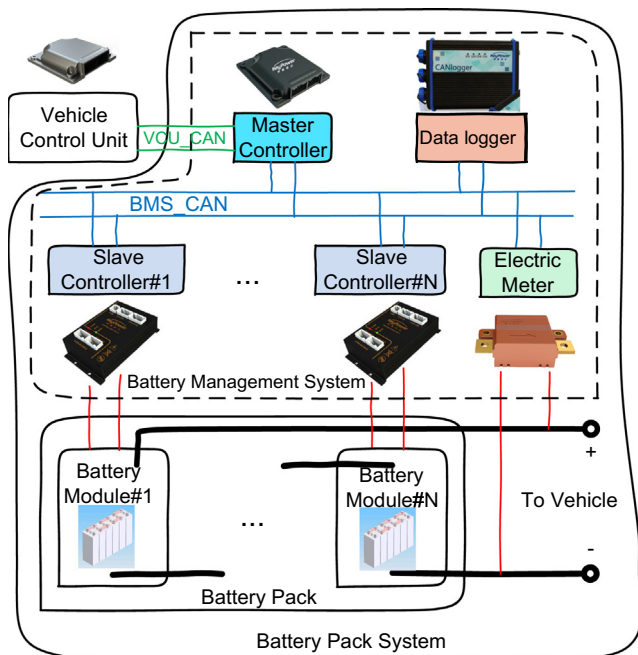 CANlogger
Vehicle
Control Unit
VCU_CAN
Master
Controller
Data logger
BMS_CAN
Slave
Controller#1
...
Slave
Controller#N
Electric
Meter
Battery Management System
+
Battery
Module#1
...
Battery
Module#N
To Vehicle
-
Battery Pack
Battery Pack System